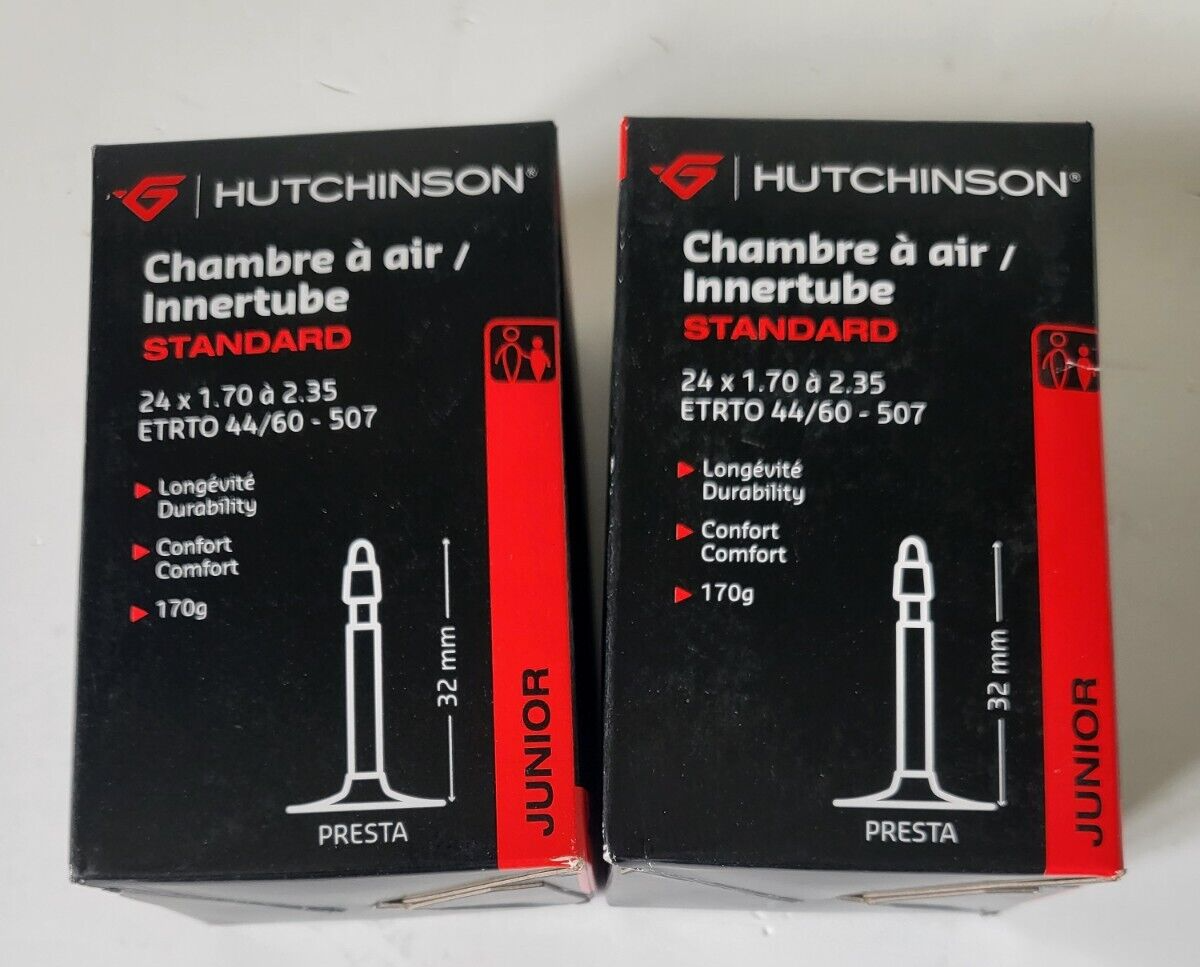 HUTCHINSON®
Chambre à air /
Innertube
STANDARD
24 x 1.70 à 2.35
ETRTO 44/60 - 507
Longévité
Durability
Confort
Comfort
170g
32 mm
PRESTA
JUNIOR
HUTCHINSON®
Chambre à air /
Innertube
STANDARD
24 x 1.70 à 2.35
ETRTO 44/60 - 507
Longévité
Durability
Confort
Comfort
170g
32 mm
PRESTA
JUNIOR